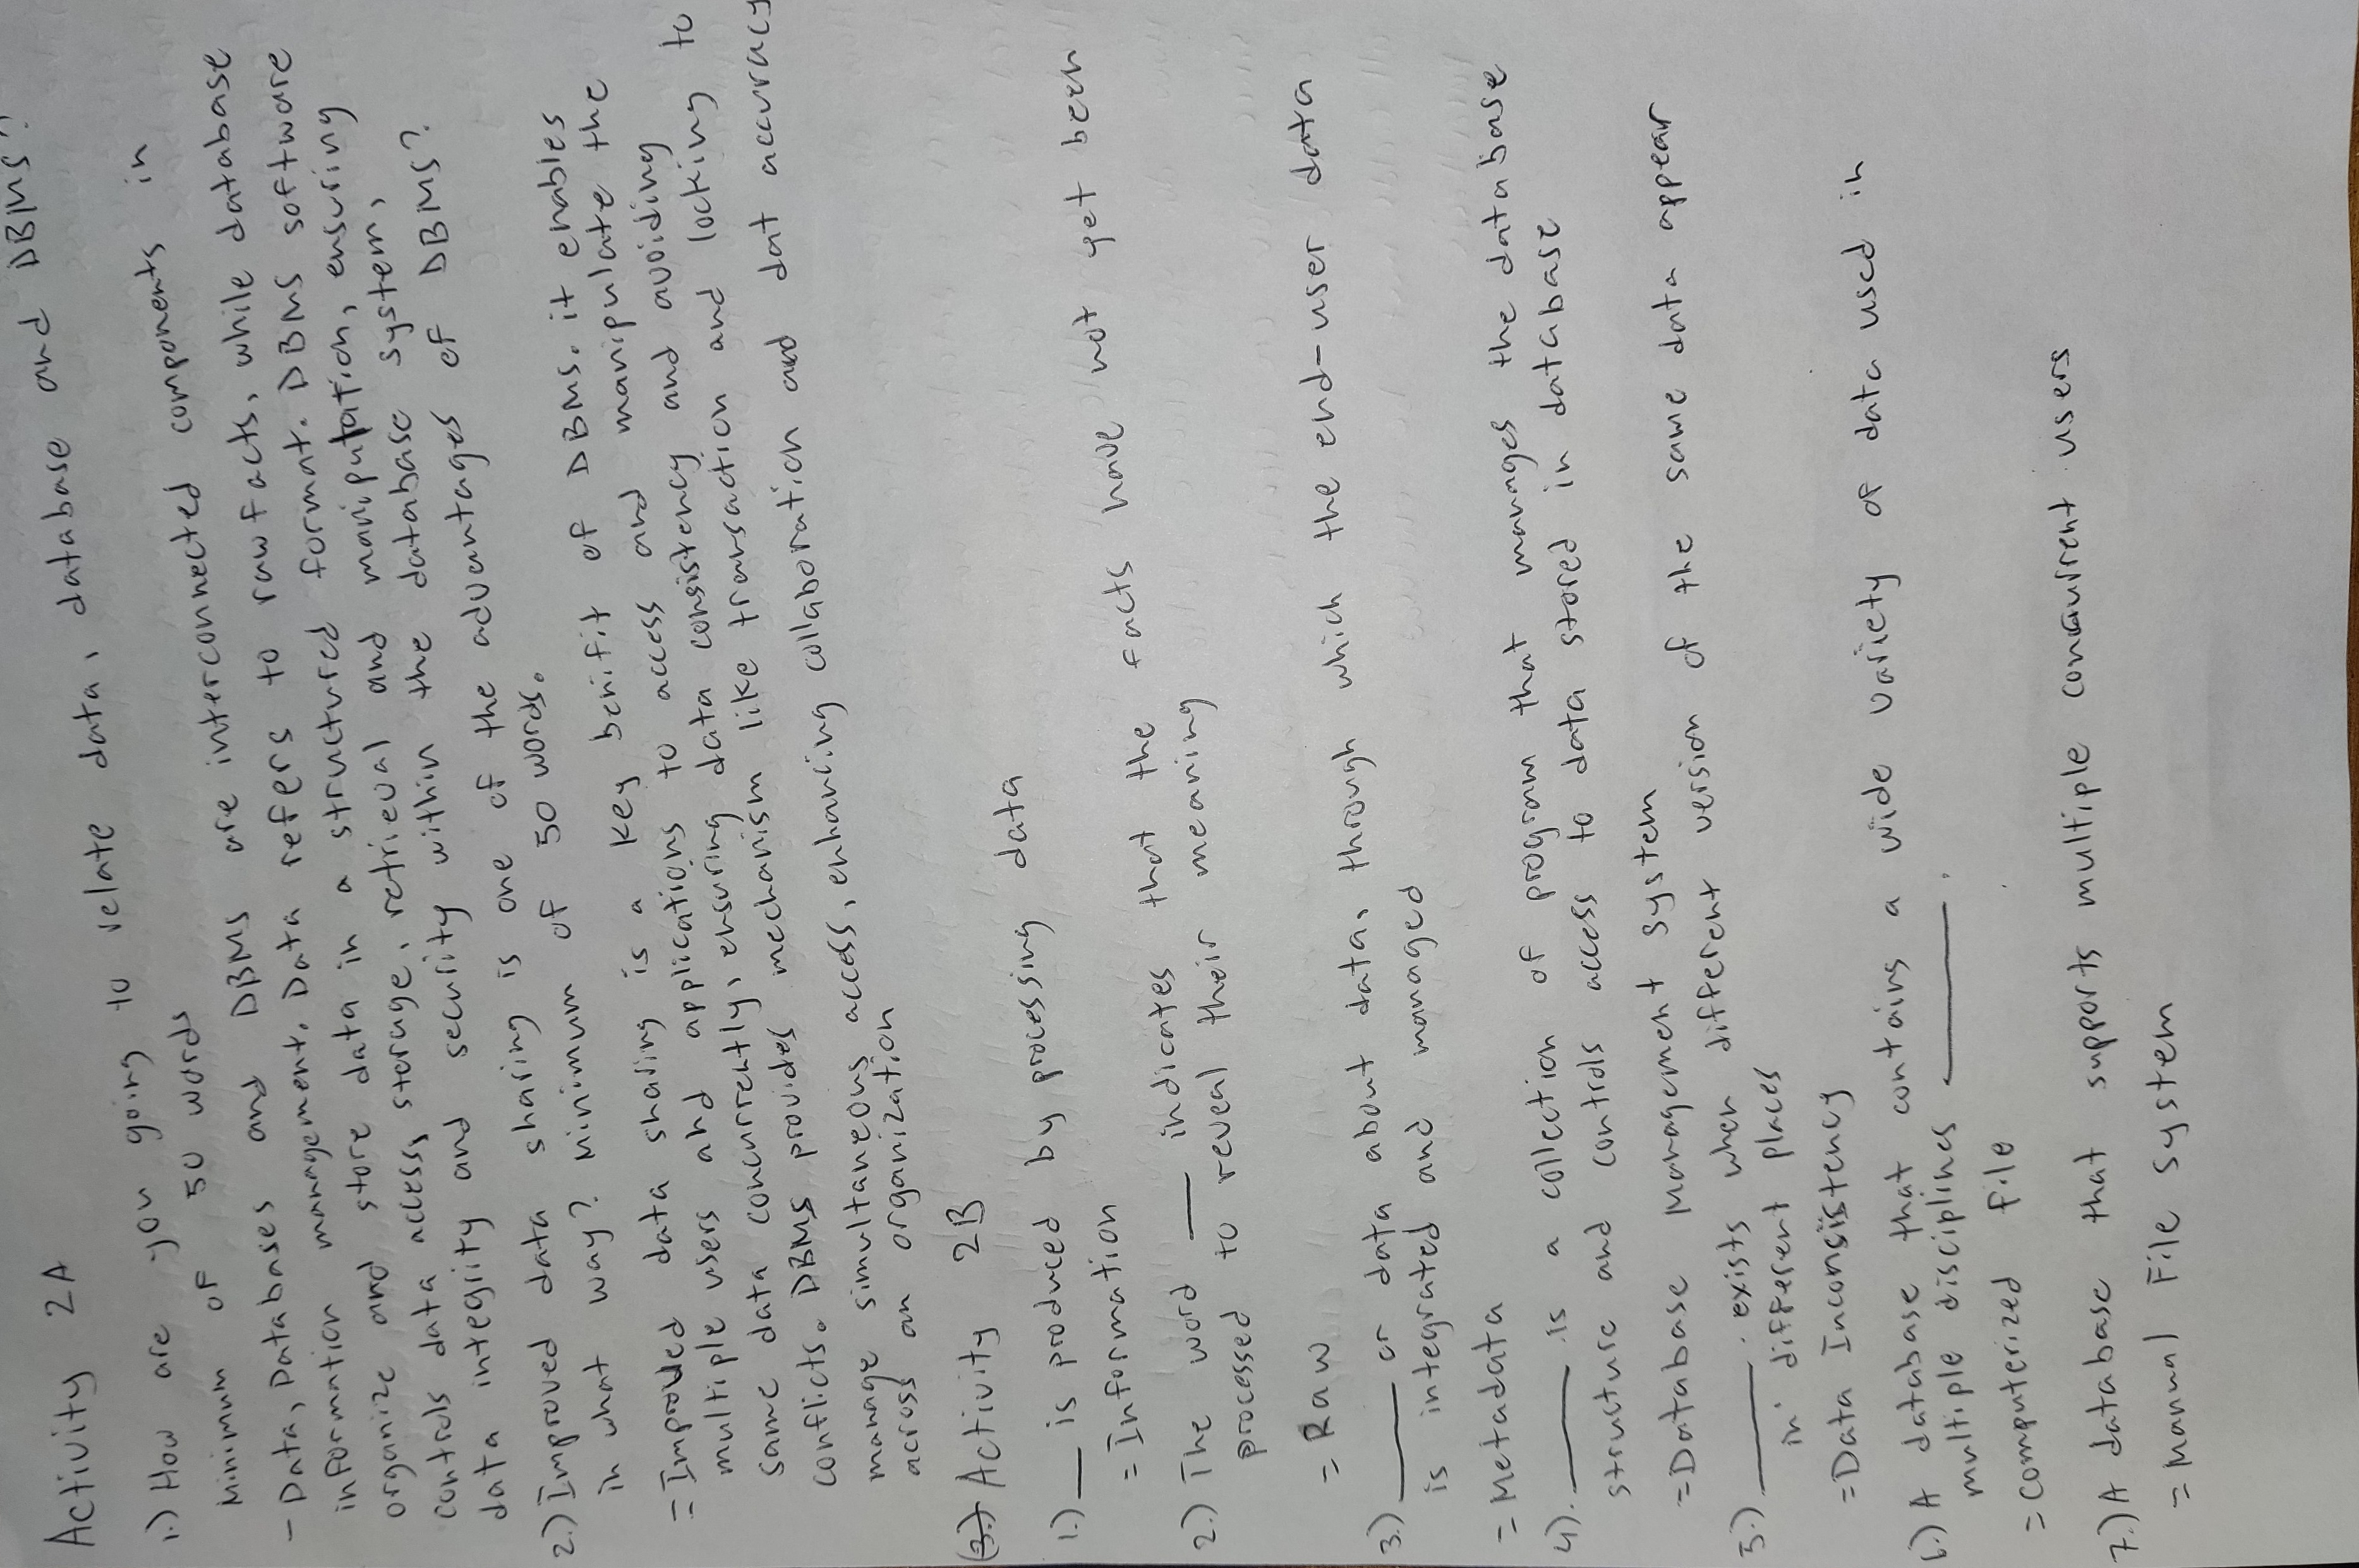 Activity 2A
1.) How are you going to relate data, database and DBMS?
Minimum of 50 words
- Data, Databases and DBMS are interconnected components in
information management. Data refers to raw facts, while database
organize and store data in a structured format. DBMS software
controls data access, storage, retrieval and manipulation, ensuring
data integrity and security within the database system,
2.) Improved data sharing is one of the advantages of DBMS?
in what way? Minimum of 50 words.
= Improved data sharing is a key benifit of DBMS. it enables
multiple users and applications to access and manipulate the
same data concurrently, ensuring data consistency and avoiding
conflicts. DBMS provides mechanism like transaction and locking to
manage simultaneous access, enhancing collaboration and dat accuracy
across an organization
(3.) Activity 2B
1.) ___ is produced by processing data
= Information
2.) The word ___ indicates that the facts have not yet been
processed to reveal their meaning
= Raw
3.) _____ or data about data, through which the end-user data
is integrated and managed
= Metadata
4). _____ is a collection of program that manages the database
structure and controls access to data stored in database
= Database Management System
5.) _____. exists when different version of the same data appear
in different places
= Data Inconsistency
6.) A database that contains a wide variety of data used in
multiple disciplines _______.
= computerized file
7.) A database that supports multiple concurrent users
= Manual File System